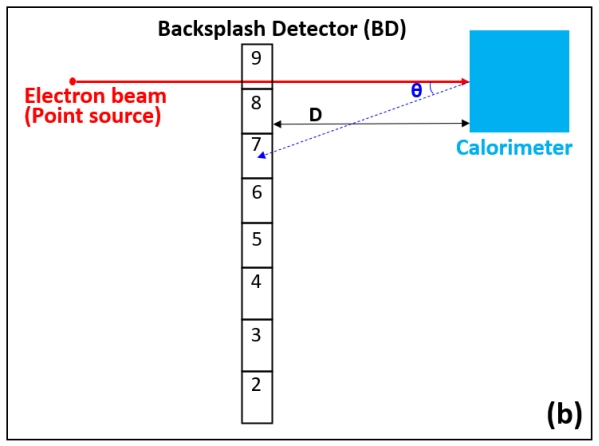 Backsplash Detector (BD)
9
Electron beam
(Point source)
8
θ
D
7
Calorimeter
6
5
4
3
2
(b)